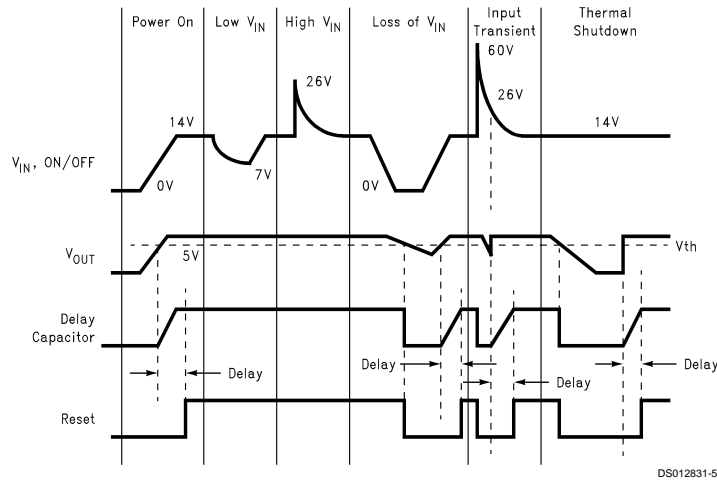 Power On
Low VIN
High VIN
Loss of VIN
Input
Transient
Thermal
Shutdown
60V
26V
26V
14V
14V
VIN, ON/OFF
0V
7V
0V
VOUT
5V
Vth
Delay
Capacitor
Delay
Delay
Delay
Delay
Reset
DS012831-5